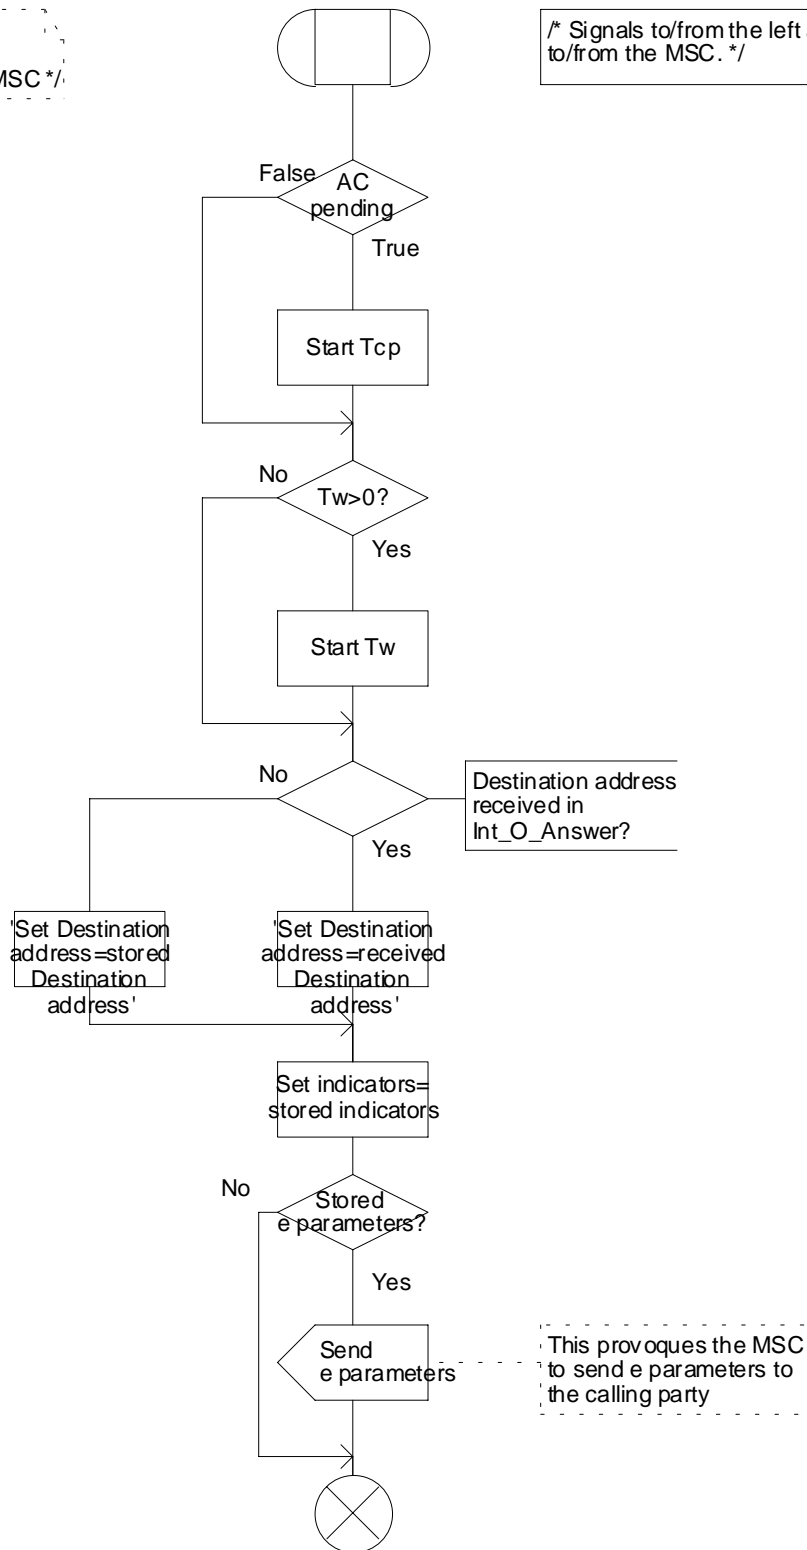 MSC */
/* Signals to/from the left
to/from the MSC. */
False
AC
pending
True
Start Tcp
No
Tw>0?
Yes
Start Tw
No
Destination address
received in
Int_O_Answer?
Yes
'Set Destination
address=stored
Destination
address'
'Set Destination
address=received
Destination
address'
Set indicators=
stored indicators
No
Stored
e parameters?
Yes
Send
e parameters
This provoques the MSC
to send e parameters to
the calling party